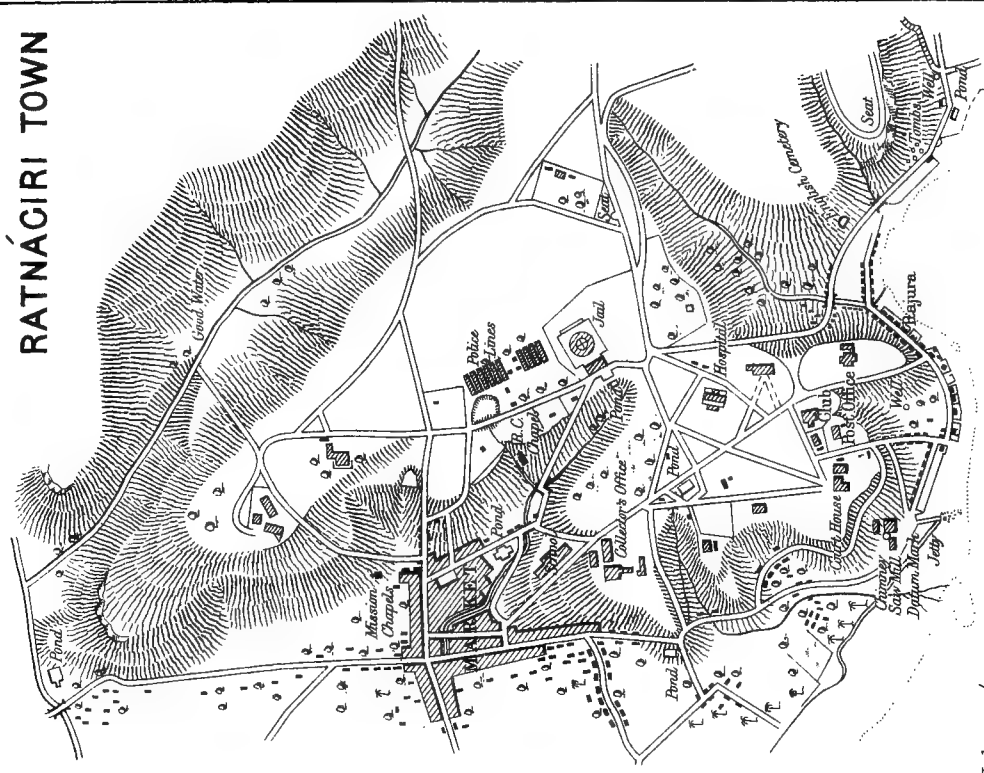 RATNÁGIRI TOWN
Pond
Good Water
Mission Chapels
MARKET
Pond
School
R.C. Chapel
Police Lines
Jail
Pond
Seat
English Cemetery
Seat
Tombs
Well
Pond
Collector's Office
Pond
Hospital
Club
Post Office
Well
Rájura
Court House
Pond
Chimney
Saw Mill
Datum Mark
Jetty